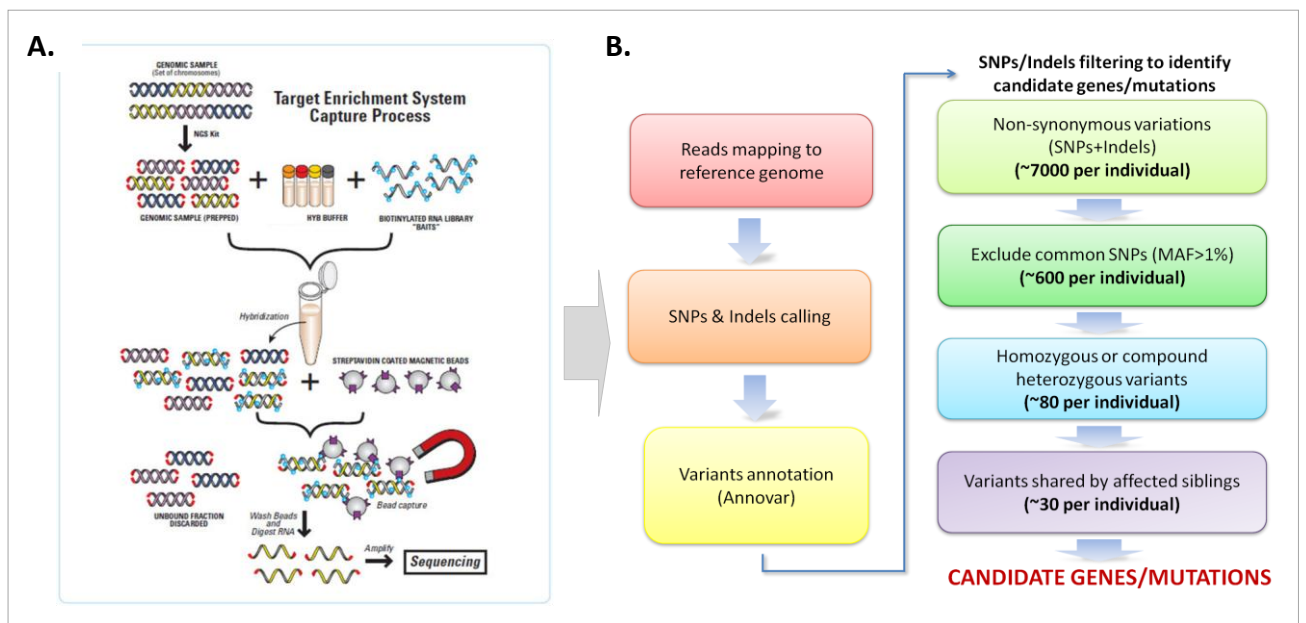 A.
GENOMIC SAMPLE
(Set of chromosomes)
Target Enrichment System
Capture Process
NGS Kit
GENOMIC SAMPLE (PREPPED)
HYB BUFFER
BIOTINYLATED RNA LIBRARY
"BAITS"
Hybridization
STREPTAVIDIN COATED MAGNETIC BEADS
UNBOUND FRACTION
DISCARDED
Bead capture
Wash Beads
and
Digest RNA
Amplify
Sequencing
B.
Reads mapping to
reference genome
SNPs & Indels calling
Variants annotation
(Annovar)
SNPs/Indels filtering to identify
candidate genes/mutations
Non-synonymous variations
(SNPs+Indels)
(~7000 per individual)
Exclude common SNPs (MAF>1%)
(~600 per individual)
Homozygous or compound
heterozygous variants
(~80 per individual)
Variants shared by affected siblings
(~30 per individual)
CANDIDATE GENES/MUTATIONS